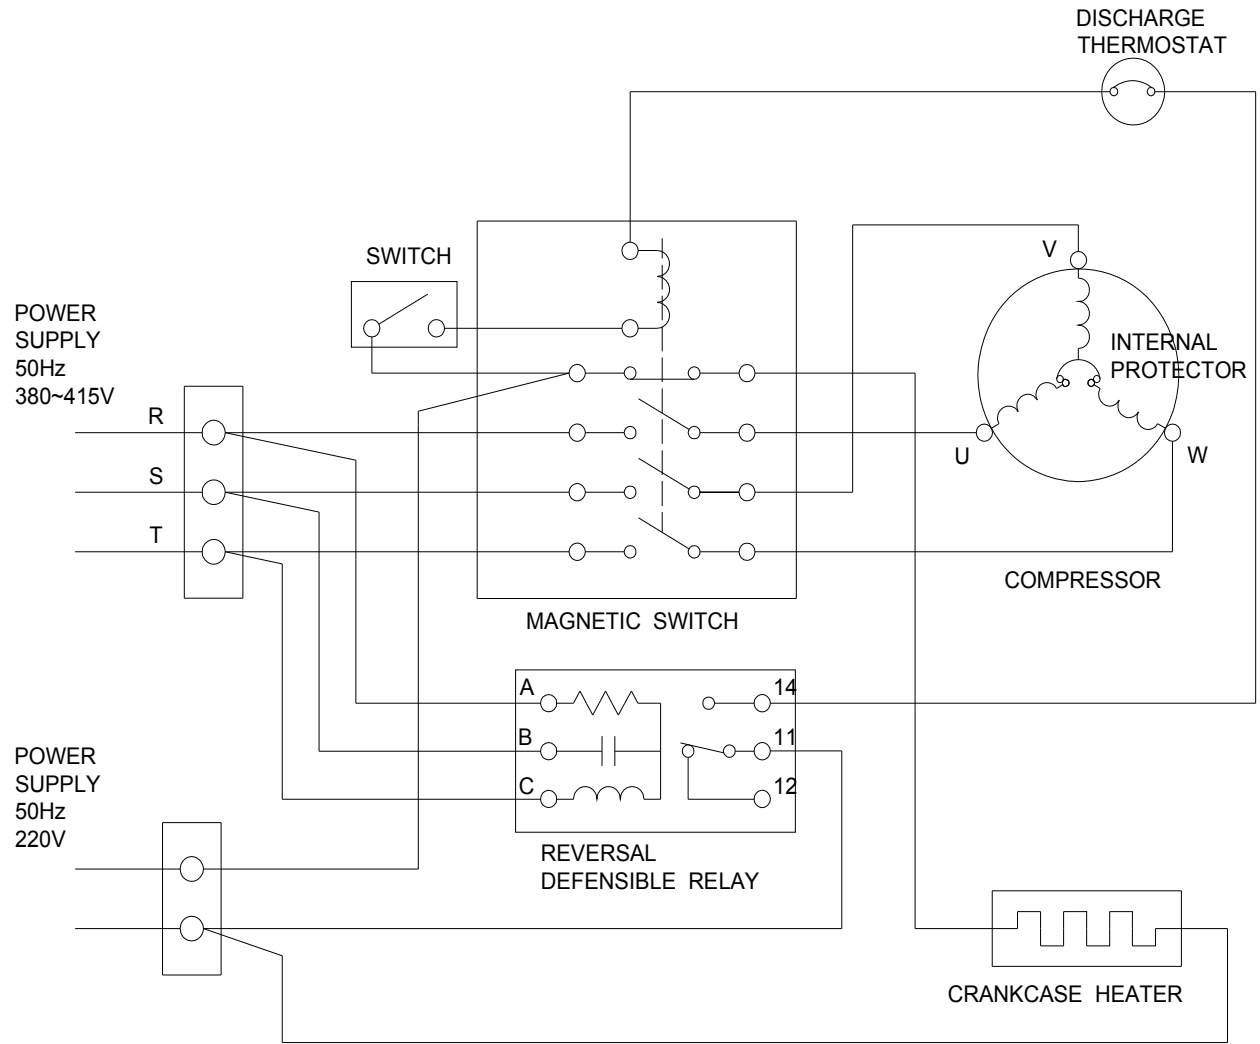 DISCHARGE
THERMOSTAT
SWITCH
V
POWER
SUPPLY
50Hz
380~415V
INTERNAL
PROTECTOR
R
S
T
U
W
COMPRESSOR
MAGNETIC SWITCH
A
B
C
14
11
12
POWER
SUPPLY
50Hz
220V
REVERSAL
DEFENSIBLE RELAY
CRANKCASE HEATER